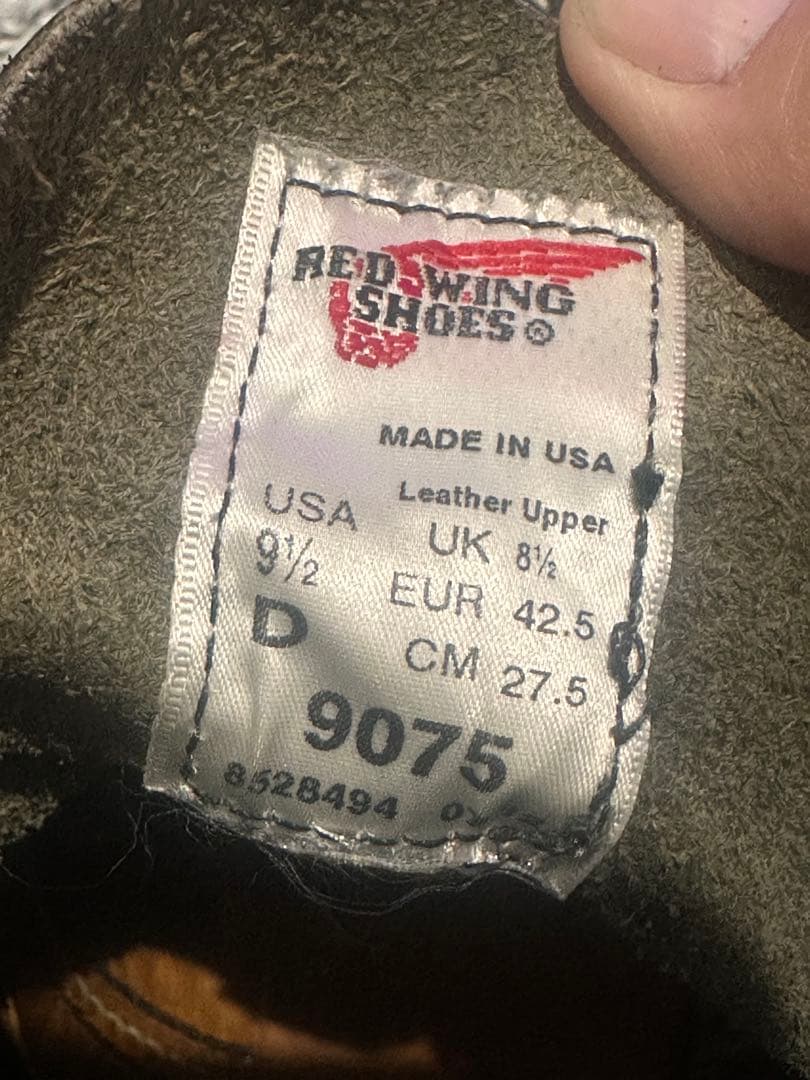 RED WING
SHOES®
MADE IN USA
Leather Upper
USA UK 8½
9½ EUR 42.5
D CM 27.5
9075
8528494